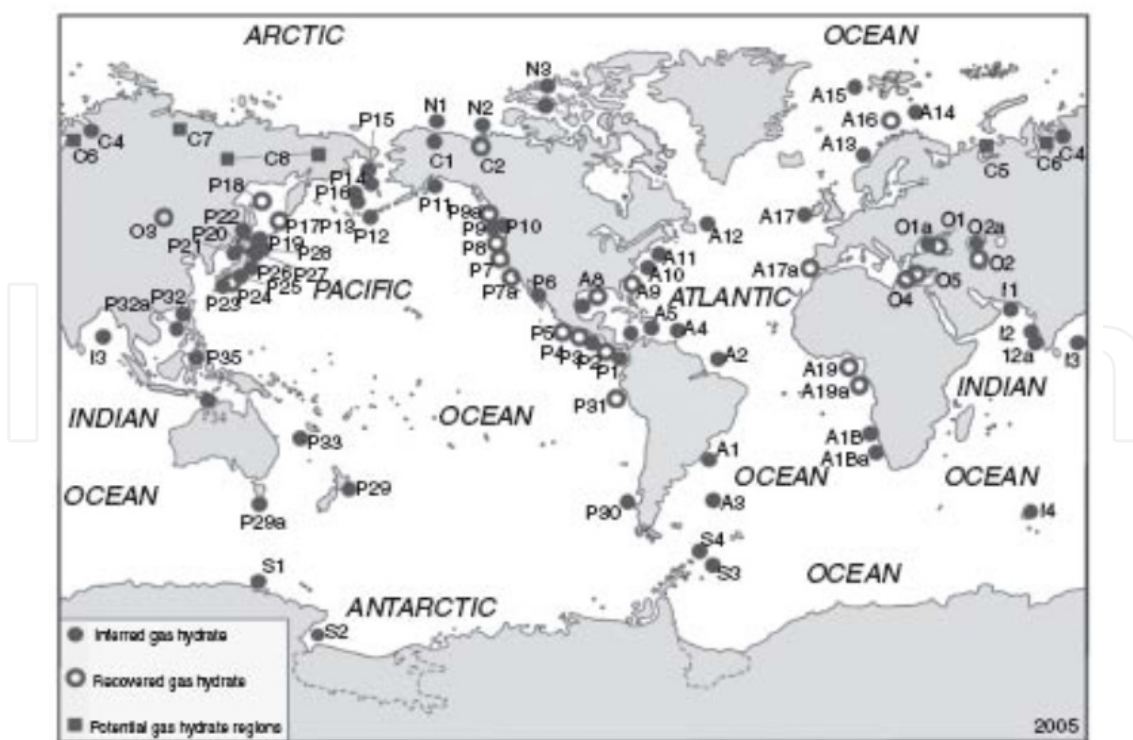 ARCTIC
OCEAN
N3
N1
N2
P15
A15
A14
A16
C4
C6
C7
C8
C1
C2
A13
C5
C6
C4
P14
P16
P11
P18
P9a
P10
P17
P13
P12
P9
A17
O1
O1a
O2a
O3
P22
P20
P19
P28
P8
A12
P21
A11
P26
P27
P7
A10
A17a
O2
P23
P24
P25
PACIFIC
P7a
P6
A8
A9
ATLANTIC
O4
O5
I1
P32a
P32
P5
A5
A4
I2
I3
P35
P4
P3
P2
P1
A2
A19
12a
I3
INDIAN
OCEAN
P31
A19a
INDIAN
P34
P33
A1B
A1
A1Ba
OCEAN
OCEAN
OCEAN
P29
P29a
P30
A3
I4
S4
S1
S3
OCEAN
ANTARCTIC
S2
Inferred gas hydrate
Recovered gas hydrate
Potential gas hydrate regions
2005